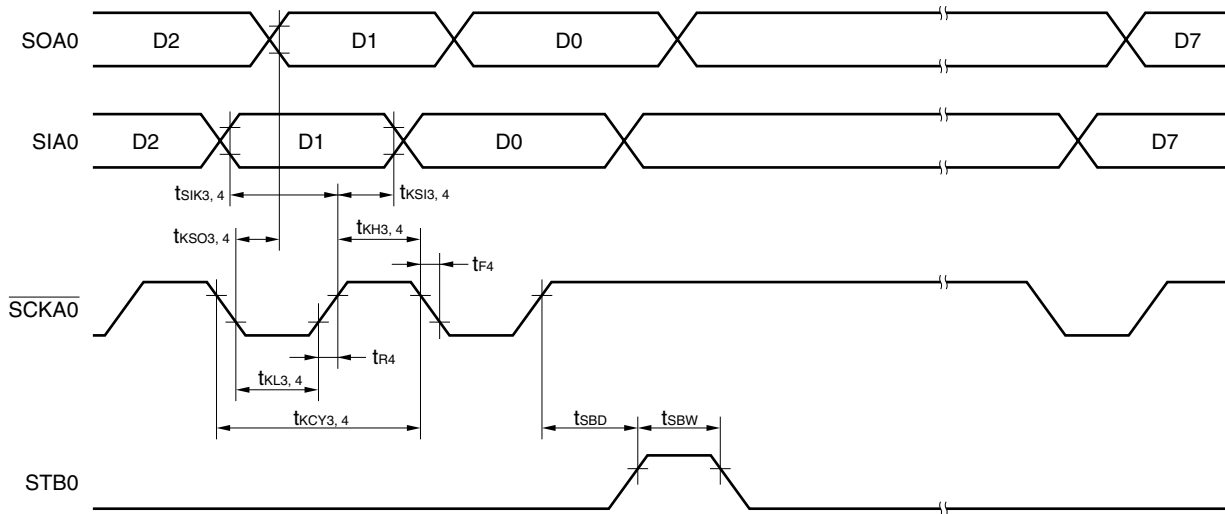 SOA0 D2 D1 D0 D7
SIA0 D2 D1 D0 D7
tSIK3, 4 tKSI3, 4
tKSO3, 4 tKH3, 4
tF4
SCKA0
tR4
tKL3, 4
tKCY3, 4 tSBD tSBW
STB0